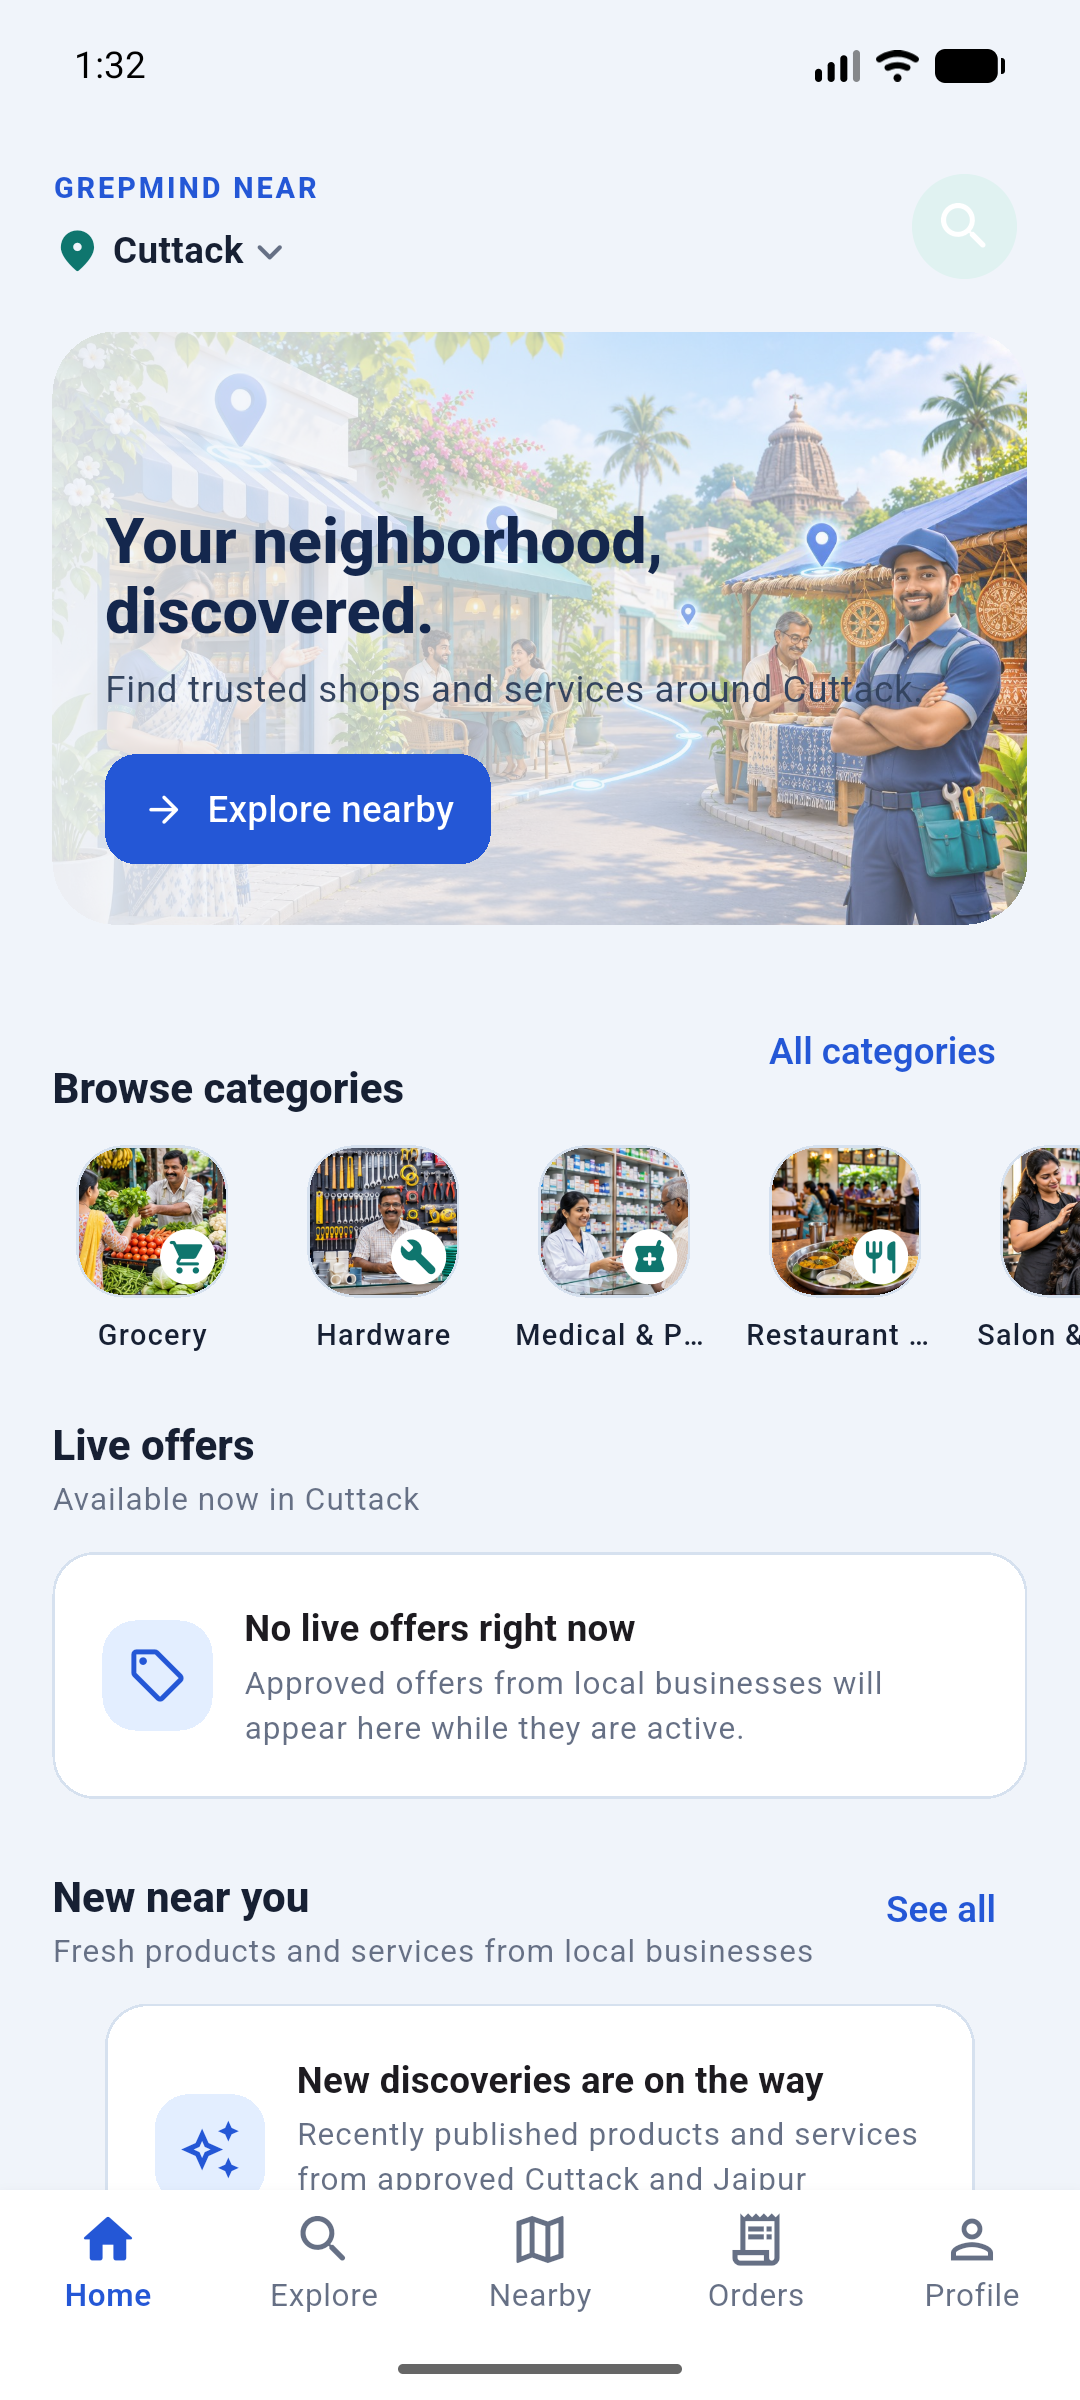 1:32
GREPMIND NEAR
Cuttack
Your neighborhood,
discovered.
Find trusted shops and services around Cuttack
Explore nearby
All categories
Browse categories
Grocery
Hardware
Medical & P...
Restaurant ...
Salon &
Live offers
Available now in Cuttack
No live offers right now
Approved offers from local businesses will
appear here while they are active.
New near you
See all
Fresh products and services from local businesses
New discoveries are on the way
Recently published products and services
from approved Cuttack and Jaipur
Home
Explore
Nearby
Orders
Profile